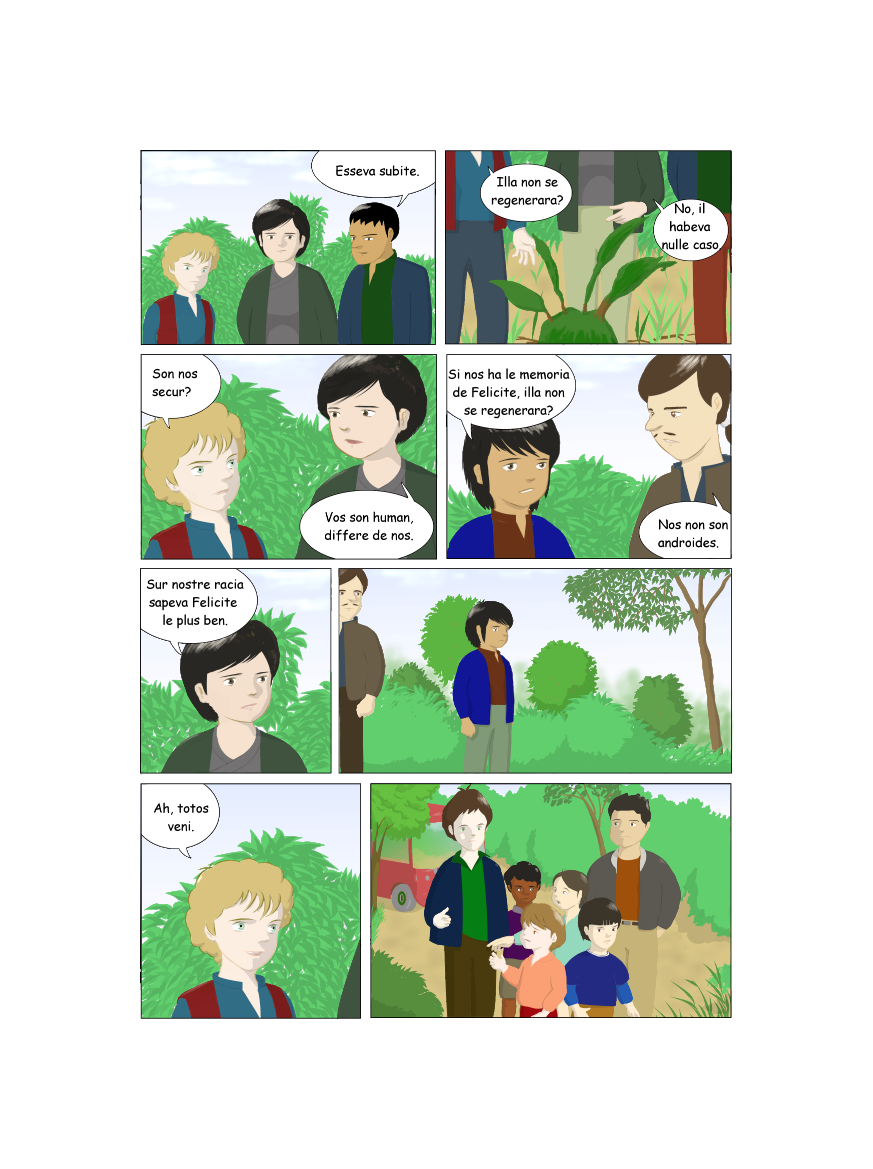 Esseva subite.
Illa non se
regenerara?
No, il
habeva
nulle caso
Son nos
secur?
Vos son human,
differe de nos.
Si nos ha le memoria
de Felicite, illa non
se regenerara?
Nos non son
androides.
Sur nostre racia
sapeva Felicite
le plus ben.
Ah, totos
veni.